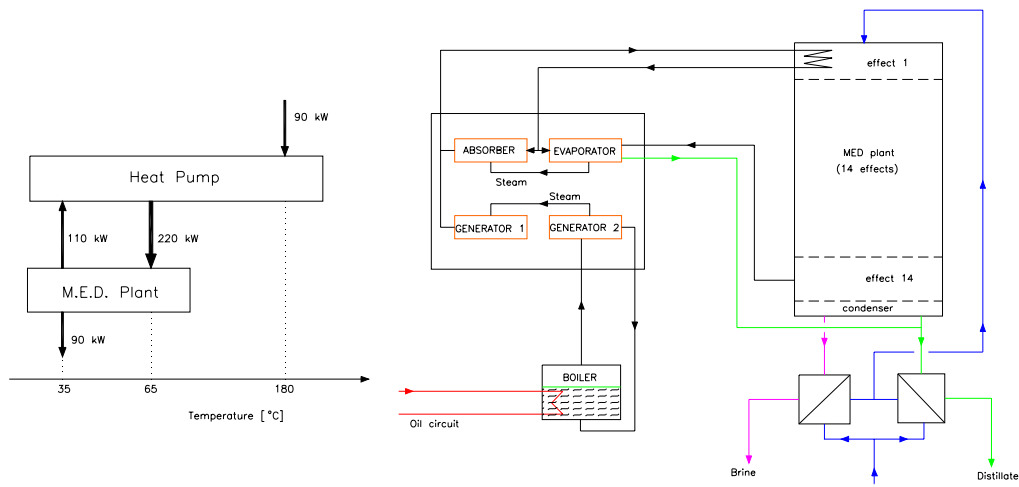 90 kW
Heat Pump
110 kW
220 kW
M.E.D. Plant
90 kW
35
65
180
Temperature [°C]
effect 1
ABSORBER
EVAPORATOR
Steam
MED plant
(14 effects)
Steam
GENERATOR 1
GENERATOR 2
effect 14
condenser
BOILER
Oil circuit
Brine
Distillate